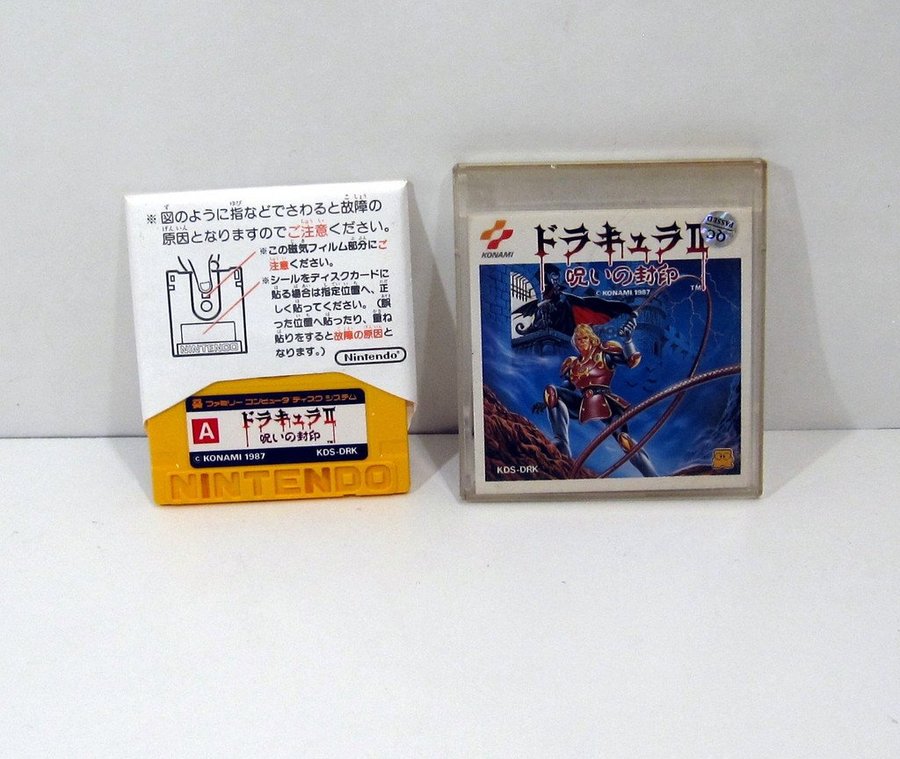 ※図のように指などでさわると故障の
原因となりますのでご注意ください。
※この磁気フィルム部分にご
注意ください。
※シールをディスクカードに
貼る場合は指定位置へ、正
しく貼ってください。(誤
った位置へ貼ったり、重ね
貼りをすると故障の原因と
なります。)
NINTENDO
Nintendo®
ファミリー コンピュータ ディスク システム
A
ドラキュラII
呪いの封印
TM
© KONAMI 1987
KDS-DRK
NINTENDO
KONAMI
ドラキュラII
呪いの封印
TM
© KONAMI 1987
QC
PASSED
KDS-DRK